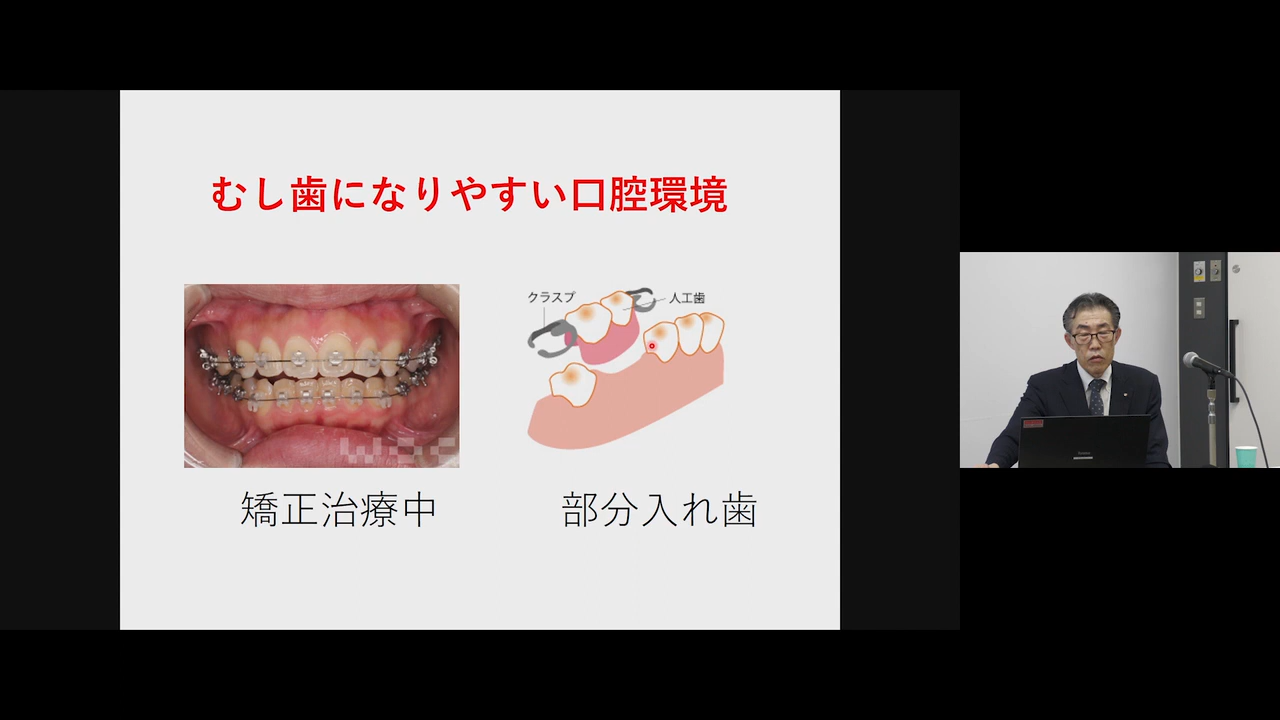 むし歯になりやすい口腔環境
クラスプ
人工歯
矯正治療中
部分入れ歯